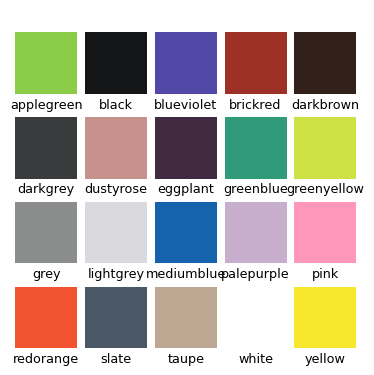 applegreen black blueviolet brickred darkbrown
darkgrey dustyrose eggplant greenblue greenyellow
grey lightgrey mediumblue palepurple pink
redorange slate taupe white yellow